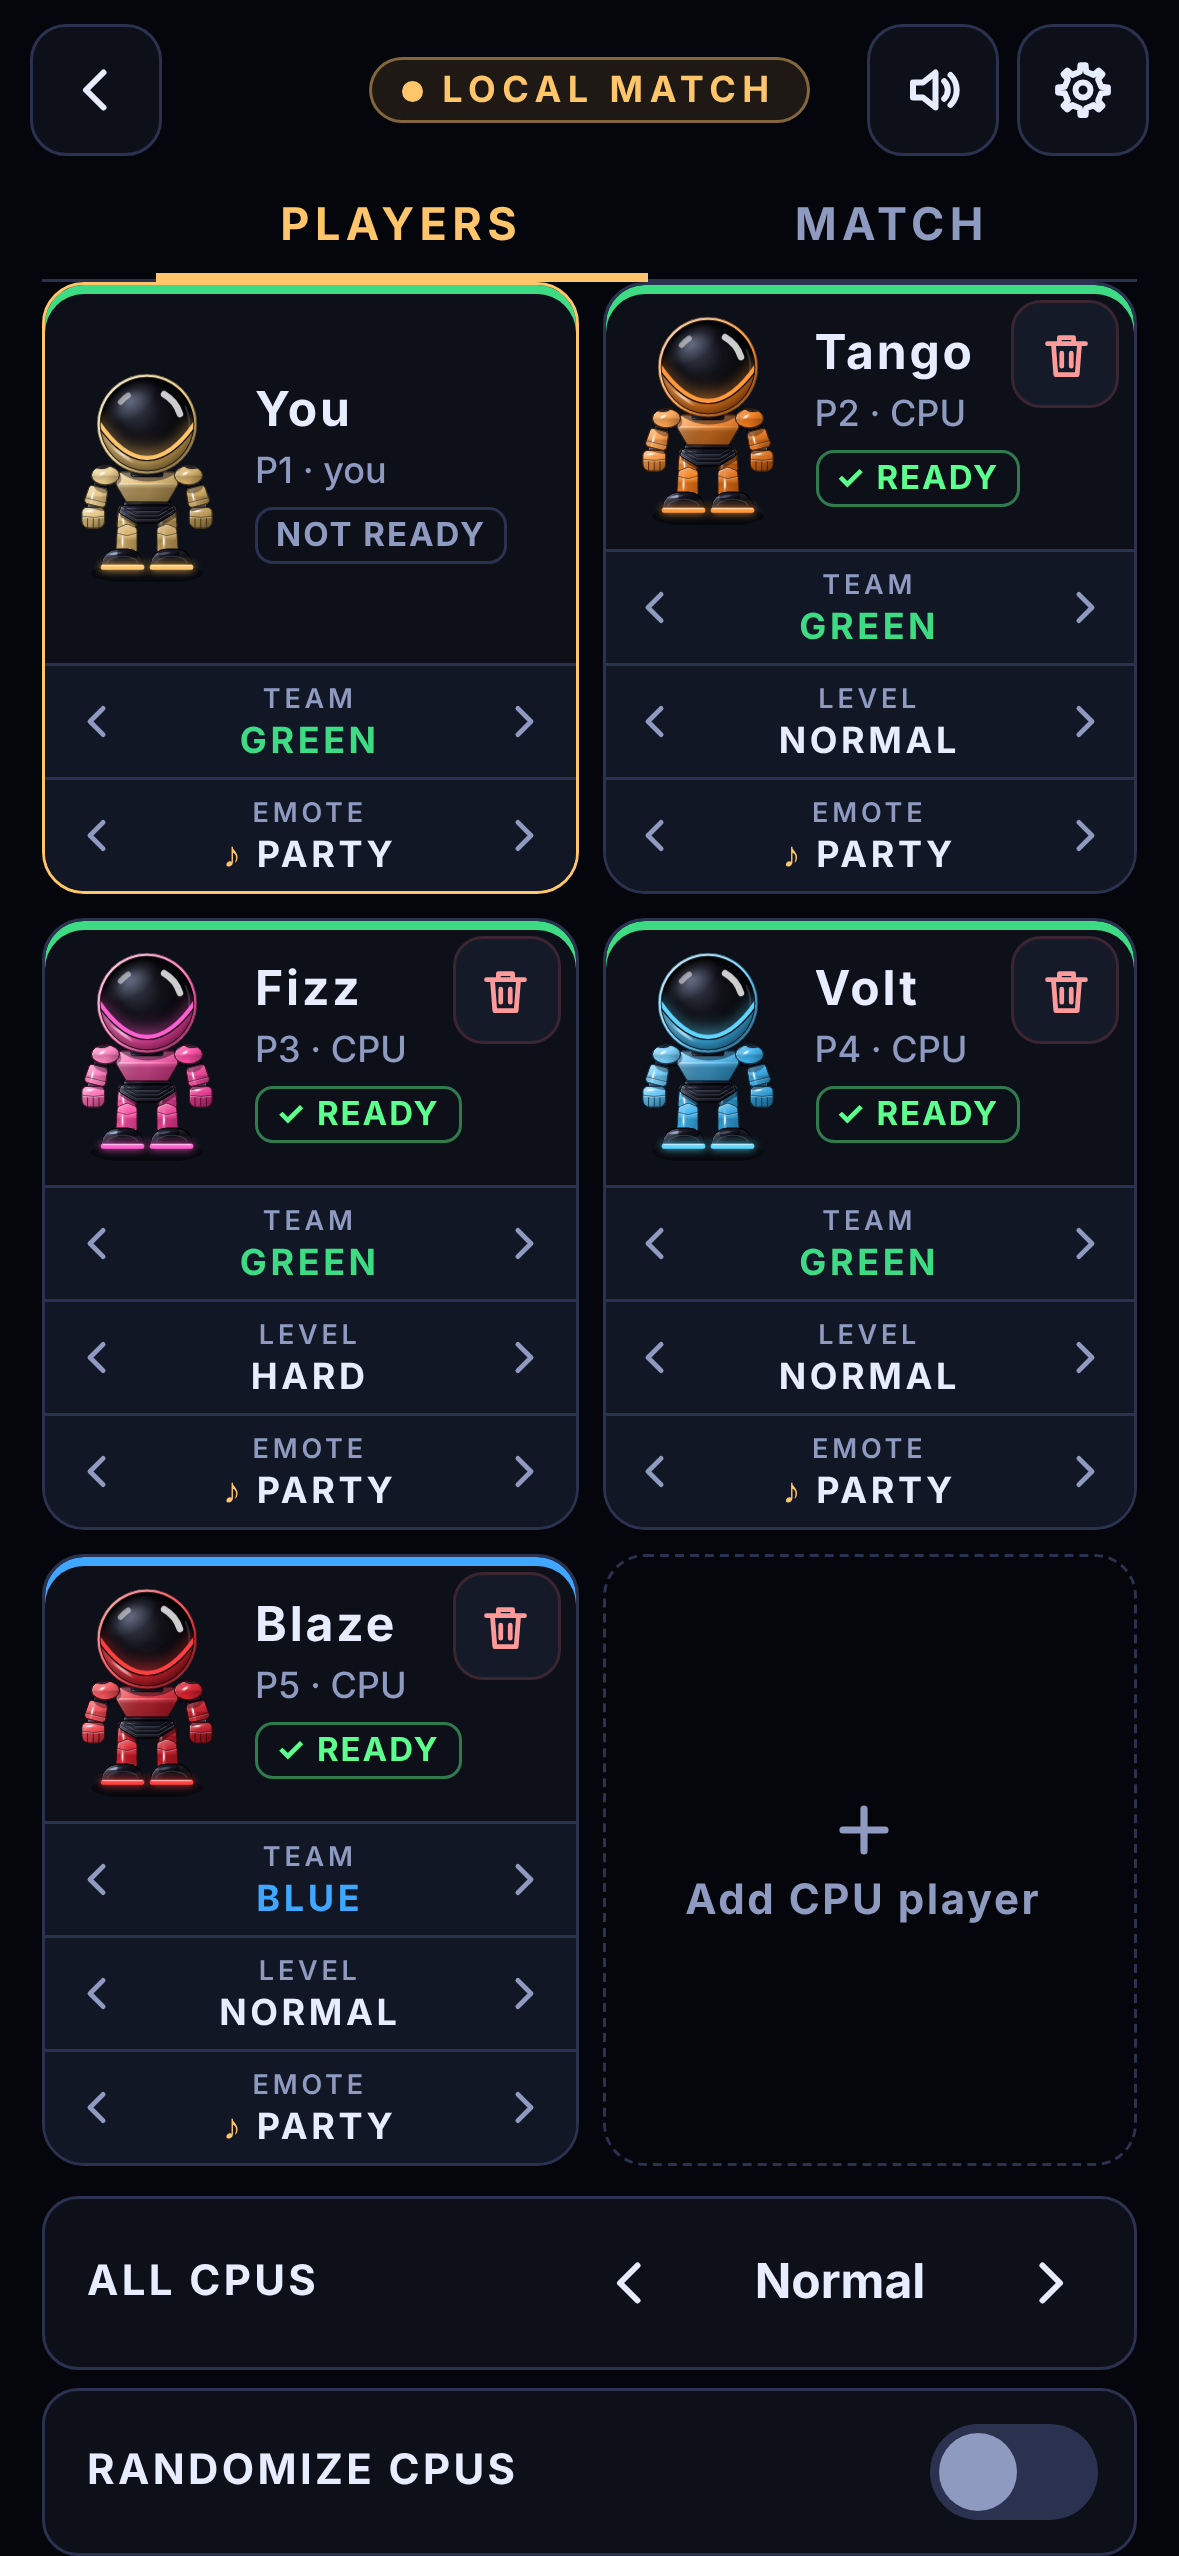 LOCAL MATCH
PLAYERS
MATCH
You
P1 · you
NOT READY
TEAM
GREEN
EMOTE
♪ PARTY
Tango
P2 · CPU
✓ READY
TEAM
GREEN
LEVEL
NORMAL
EMOTE
♪ PARTY
Fizz
P3 · CPU
✓ READY
TEAM
GREEN
LEVEL
HARD
EMOTE
♪ PARTY
Volt
P4 · CPU
✓ READY
TEAM
GREEN
LEVEL
NORMAL
EMOTE
♪ PARTY
Blaze
P5 · CPU
✓ READY
TEAM
BLUE
LEVEL
NORMAL
EMOTE
♪ PARTY
Add CPU player
ALL CPUS
Normal
RANDOMIZE CPUS